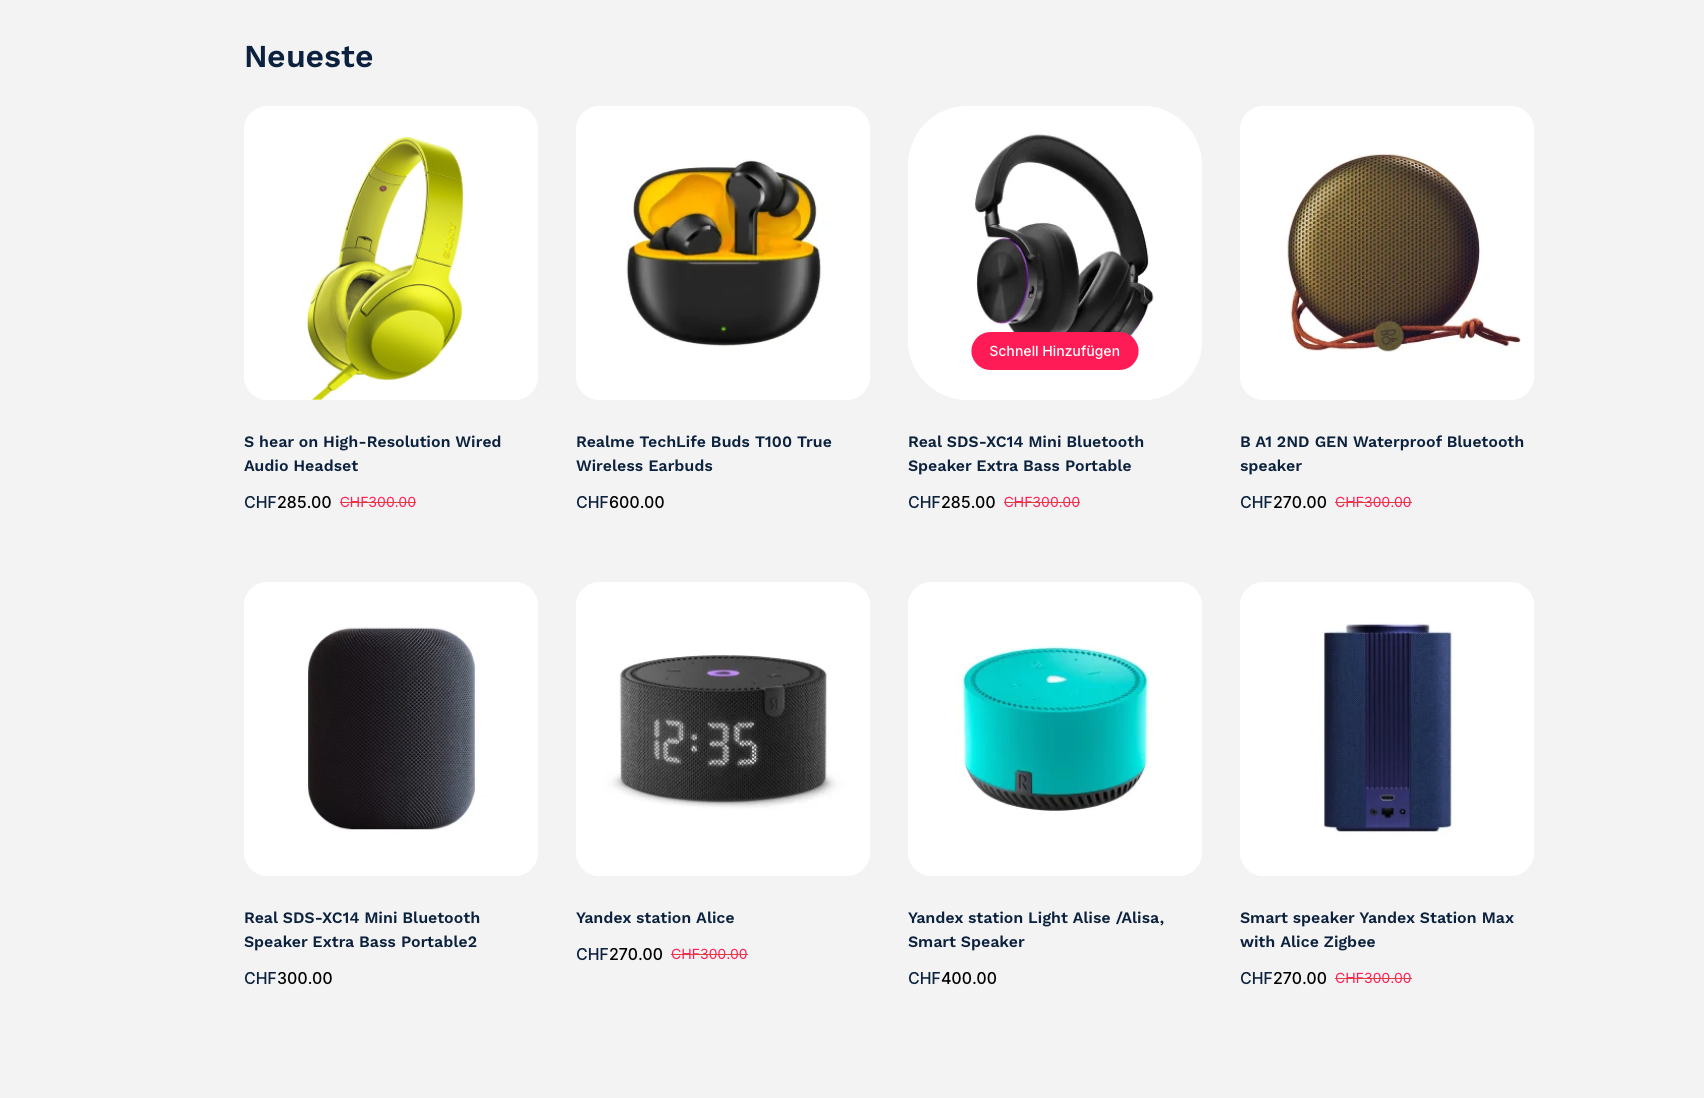 Neueste
Schnell Hinzufügen
S hear on High-Resolution Wired
Audio Headset
CHF285.00 CHF300.00
Realme TechLife Buds T100 True
Wireless Earbuds
CHF600.00
Real SDS-XC14 Mini Bluetooth
Speaker Extra Bass Portable
CHF285.00 CHF300.00
B A1 2ND GEN Waterproof Bluetooth
speaker
CHF270.00 CHF300.00
12:35
Real SDS-XC14 Mini Bluetooth
Speaker Extra Bass Portable2
CHF300.00
Yandex station Alice
CHF270.00 CHF300.00
Yandex station Light Alise /Alisa,
Smart Speaker
CHF400.00
Smart speaker Yandex Station Max
with Alice Zigbee
CHF270.00 CHF300.00